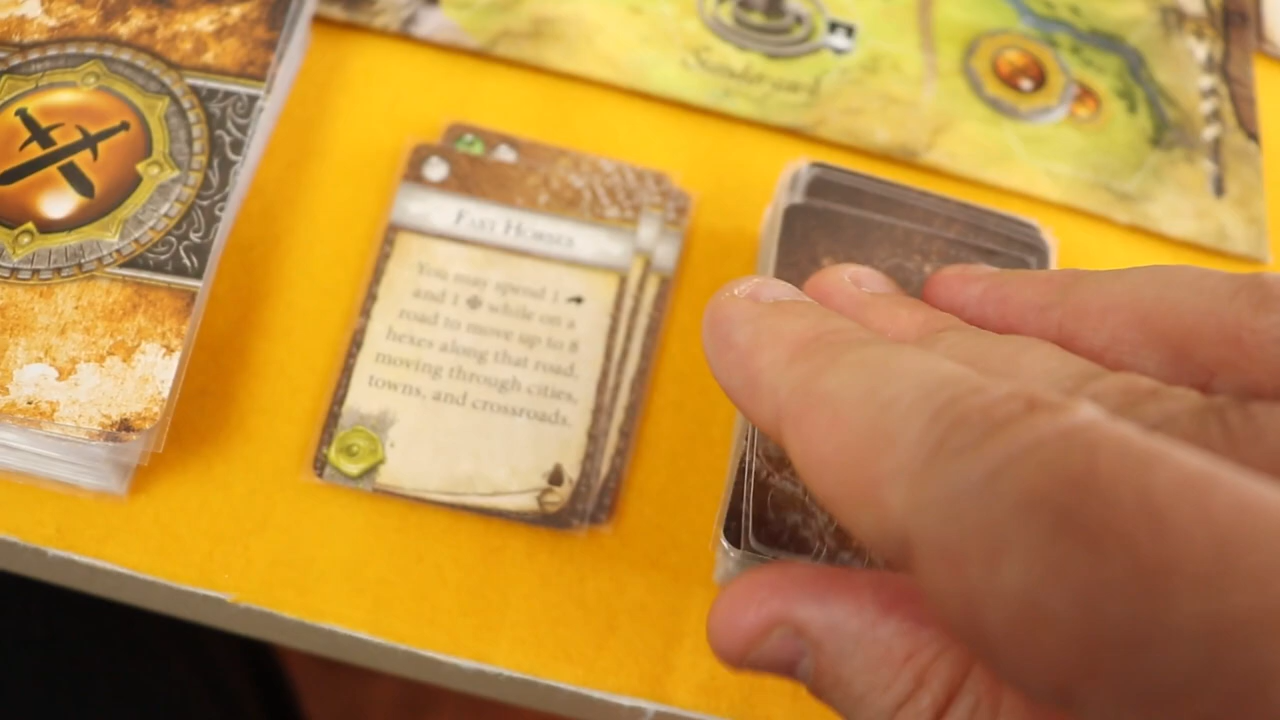 Sundergard
Fast Horses
You may spend 1
and 1 while on a
road to move up to 8
hexes along that road,
moving through cities,
towns, and crossroads.